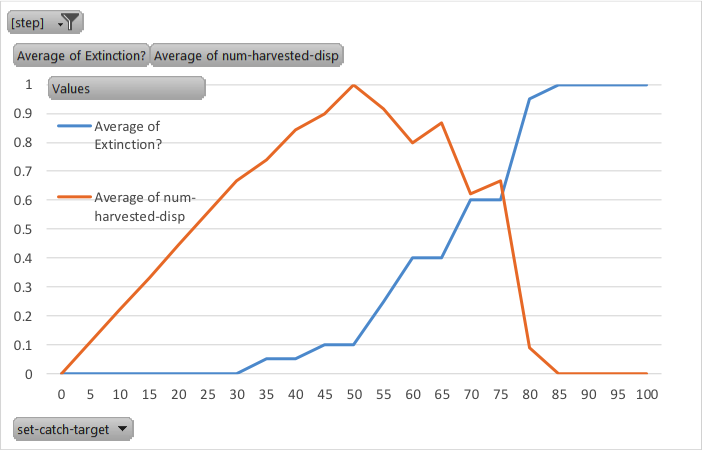 [step]
Average of Extinction? Average of num-harvested-disp
Values
Average of
Extinction?
Average of num-
harvested-disp
1
0.9
0.8
0.7
0.6
0.5
0.4
0.3
0.2
0.1
0
0 5 10 15 20 25 30 35 40 45 50 55 60 65 70 75 80 85 90 95 100
set-catch-target